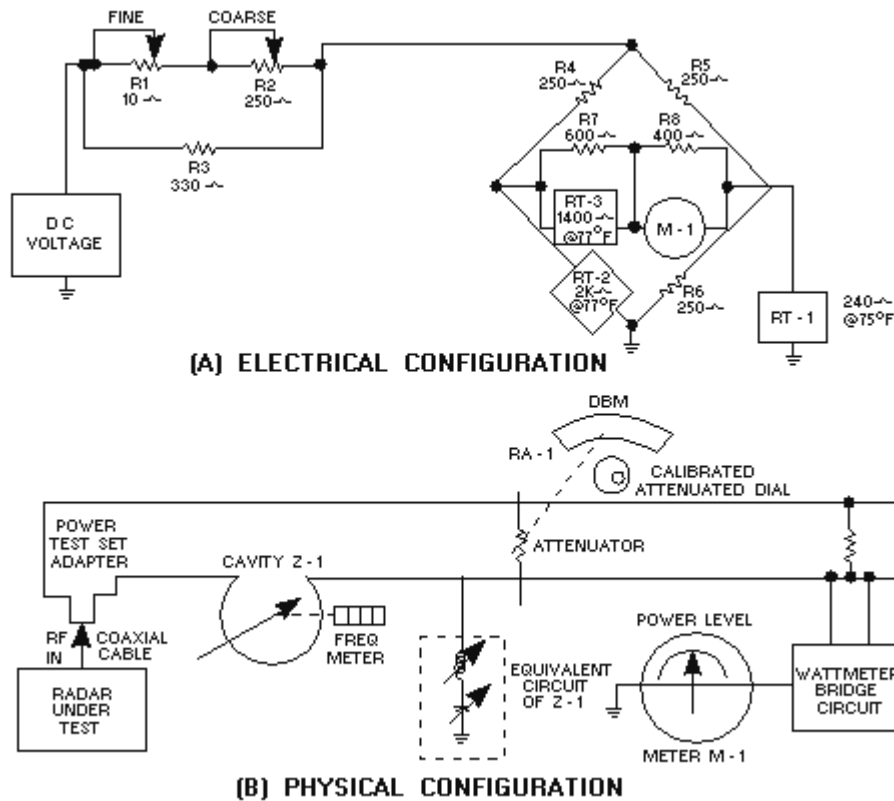 FINE
COARSE
R1
10
R2
250
R3
330
DC
VOLTAGE
R4
250
R5
250
R7
600
R8
400
RT-3
1400
@77°F
M-1
RT-2
2K
@77°F
R6
250
RT-1
240
@75°F
(A) ELECTRICAL CONFIGURATION
DBM
RA-1
CALIBRATED
ATTENUATED DIAL
POWER
TEST SET
ADAPTER
CAVITY Z-1
ATTENUATOR
RF
IN
COAXIAL
CABLE
FREQ
METER
RADAR
UNDER
TEST
EQUIVALENT
CIRCUIT
OF Z-1
POWER LEVEL
METER M-1
WATTMETER
BRIDGE
CIRCUIT
(B) PHYSICAL CONFIGURATION